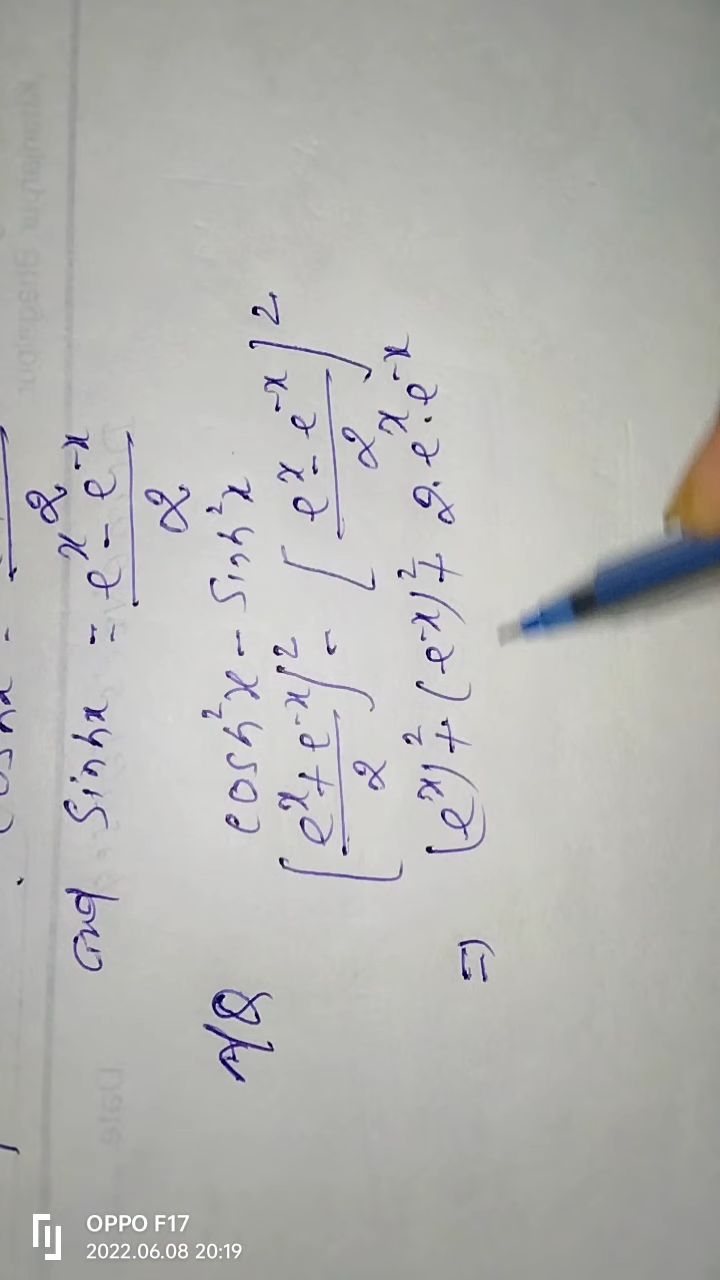 and Sinhx = e^x - e^-x / 2
A/Q cosh²x - Sinh²x
[e^x + e^-x / 2]² - [e^x - e^-x / 2]²
⇒ (e^x)² + (e^-x)² + 2.e^x.e^-x
Date
OPPO F17
2022.06.08 20:19